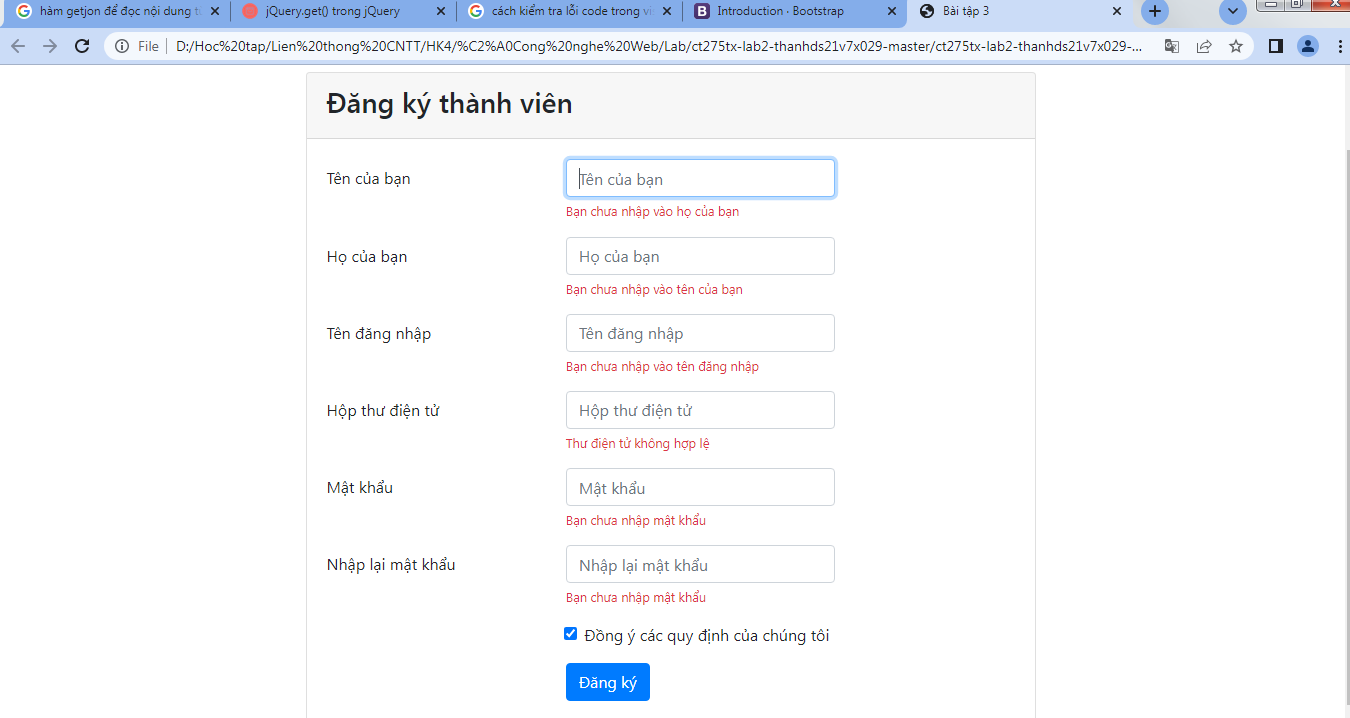 hàm getjon để đọc nội dung từ
jQuery.get() trong jQuery
cách kiểm tra lỗi code trong vi
Introduction · Bootstrap
Bài tập 3
File
D:/Hoc%20tap/Lien%20thong%20CNTT/HK4/%C2%A0Cong%20nghe%20Web/Lab/ct275tx-lab2-thanhds21v7x029-master/ct275tx-lab2-thanhds21v7x029-...
Đăng ký thành viên
Tên của bạn
Tên của bạn
Bạn chưa nhập vào họ của bạn
Họ của bạn
Họ của bạn
Bạn chưa nhập vào tên của bạn
Tên đăng nhập
Tên đăng nhập
Bạn chưa nhập vào tên đăng nhập
Hộp thư điện tử
Hộp thư điện tử
Thư điện tử không hợp lệ
Mật khẩu
Mật khẩu
Bạn chưa nhập mật khẩu
Nhập lại mật khẩu
Nhập lại mật khẩu
Bạn chưa nhập mật khẩu
Đồng ý các quy định của chúng tôi
Đăng ký